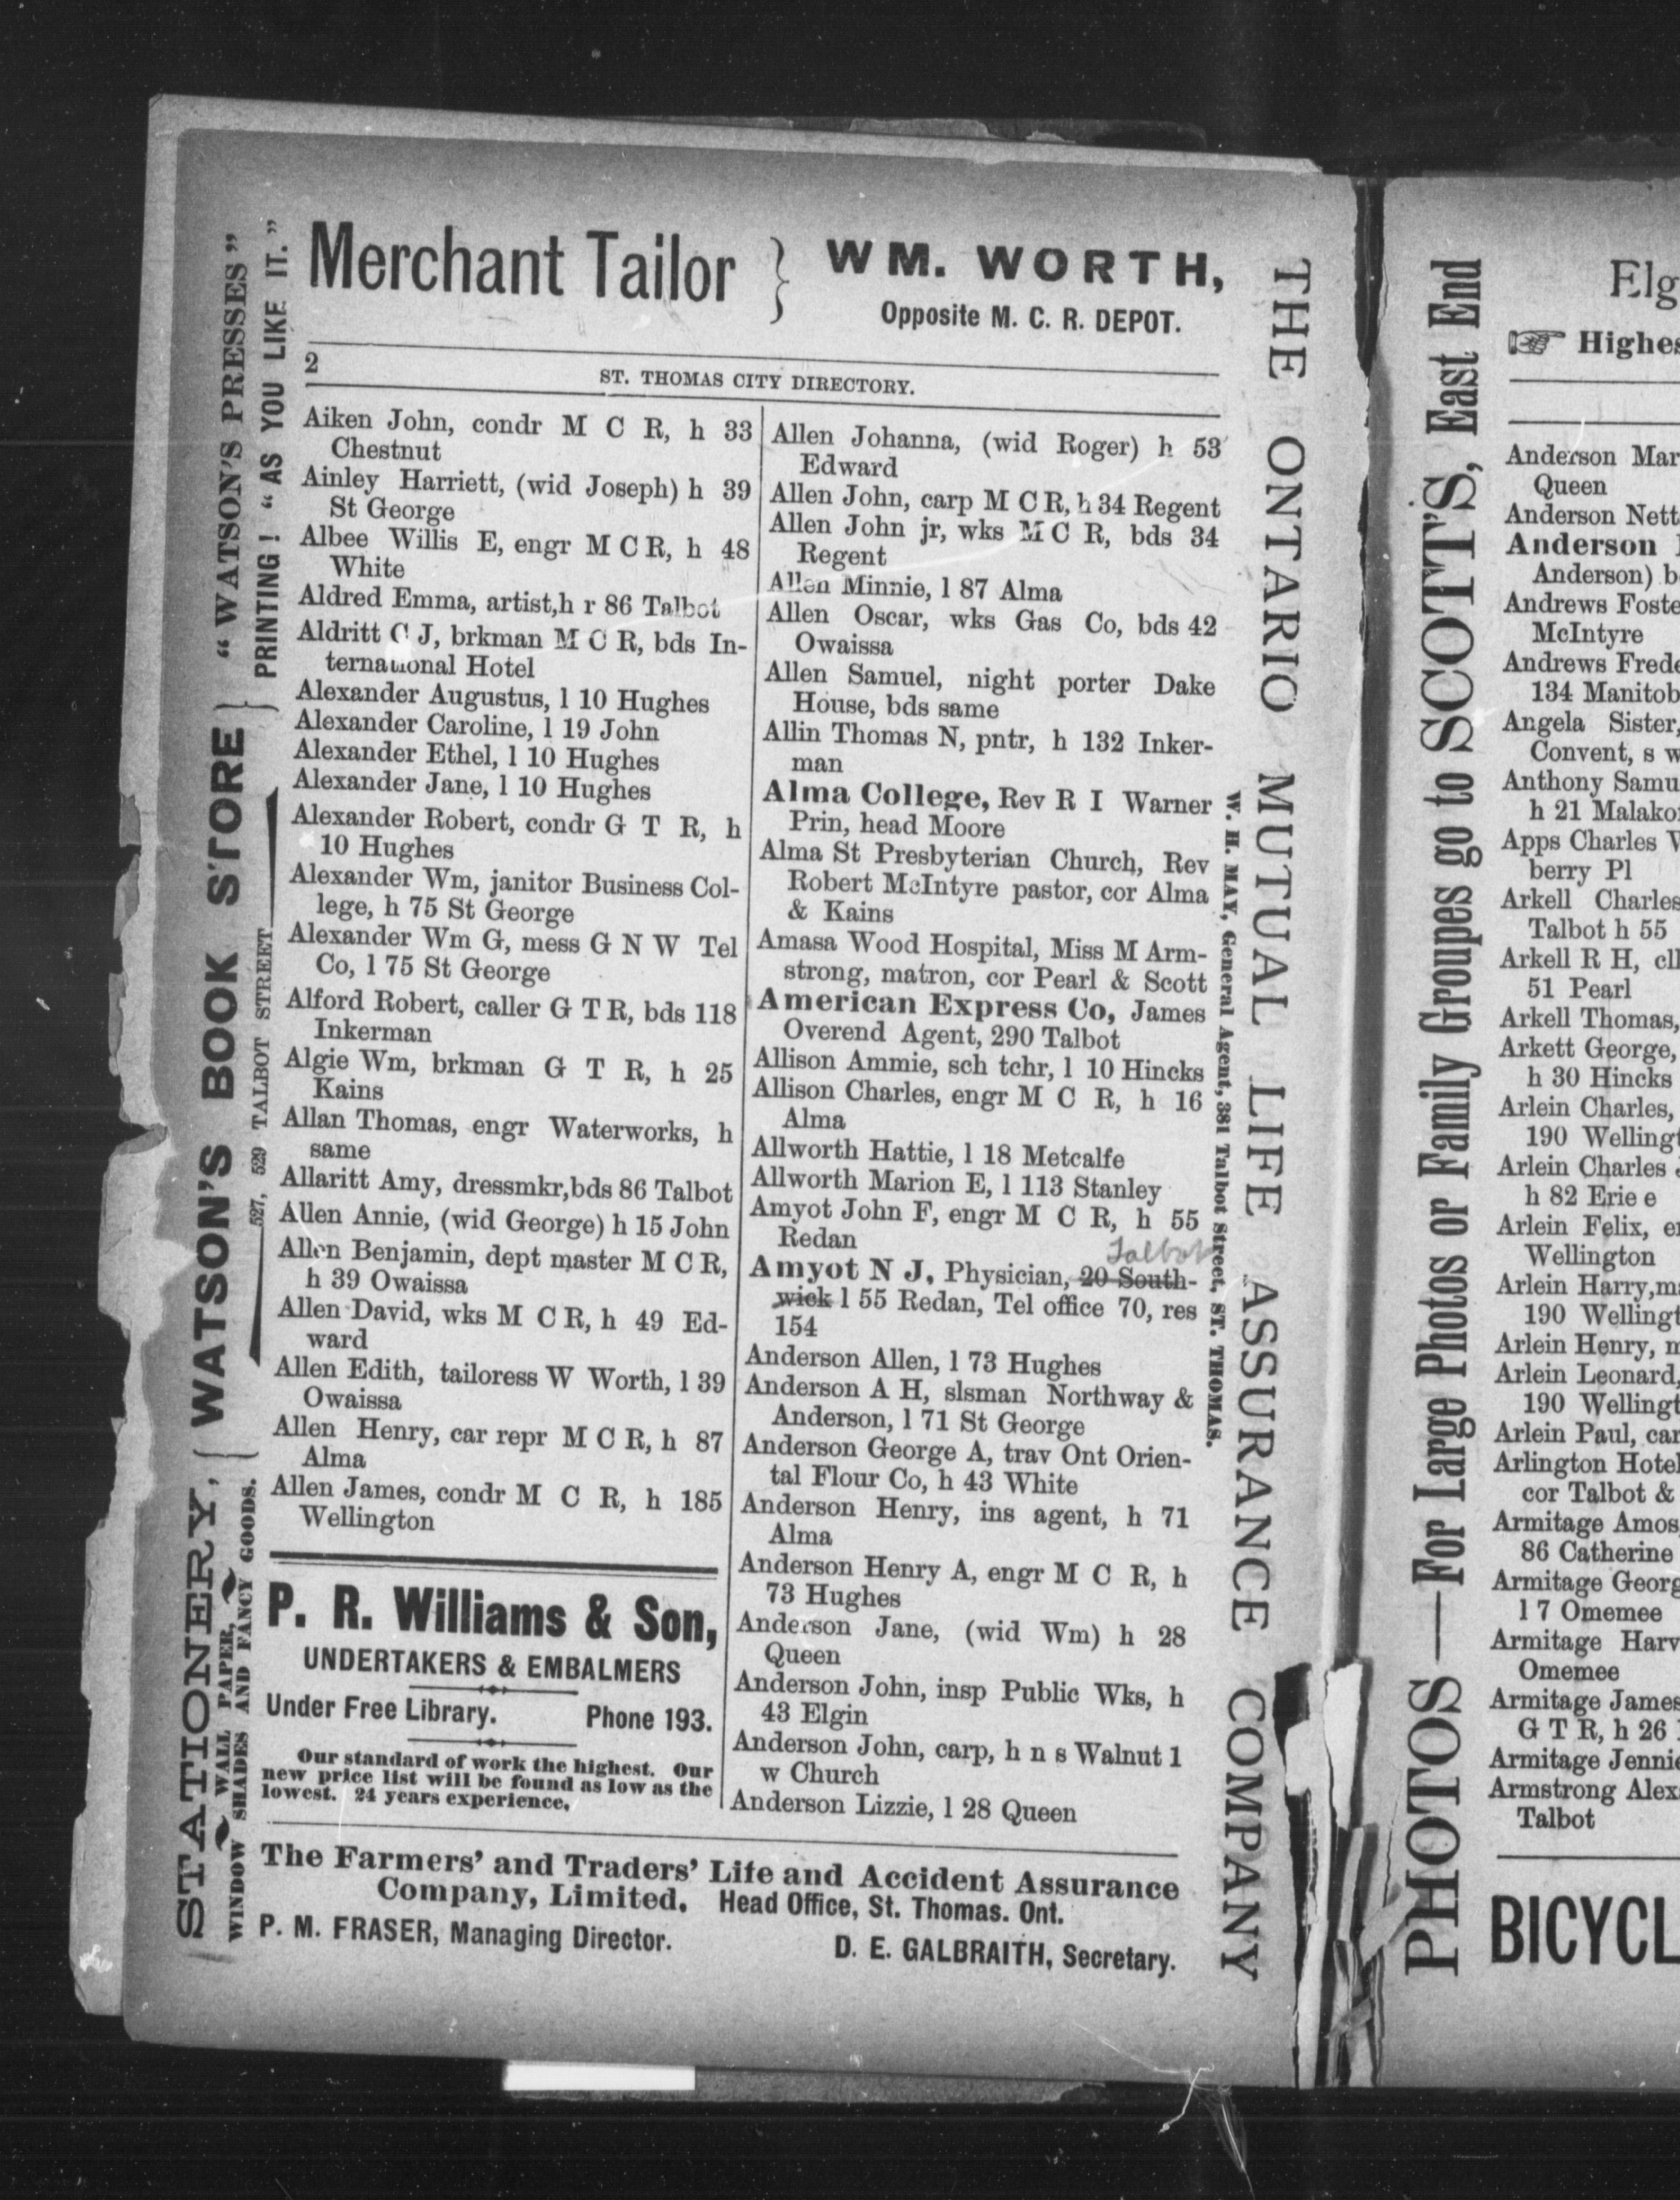 Merchant Tailor } WM. WORTH,
Opposite M. C. R. DEPOT.
2
ST. THOMAS CITY DIRECTORY.
Aiken John, condr M C R, h 33
Chestnut
Ainley Harriett, (wid Joseph) h 39
St George
Albee Willis E, engr M C R, h 48
White
Aldred Emma, artist,h r 86 Talbot
Aldritt C J, brkman M C R, bds In-
ternational Hotel
Alexander Augustus, l 10 Hughes
Alexander Caroline, l 19 John
Alexander Ethel, l 10 Hughes
Alexander Jane, l 10 Hughes
Alexander Robert, condr G T R, h
10 Hughes
Alexander Wm, janitor Business Col-
lege, h 75 St George
Alexander Wm G, mess G N W Tel
Co, l 75 St George
Alford Robert, caller G T R, bds 118
Inkerman
Algie Wm, brkman G T R, h 25
Kains
Allan Thomas, engr Waterworks, h
same
Allaritt Amy, dressmkr,bds 86 Talbot
Allen Annie, (wid George) h 15 John
Allen Benjamin, dept master M C R,
h 39 Owaissa
Allen David, wks M C R, h 49 Ed-
ward
Allen Edith, tailoress W Worth, l 39
Owaissa
Allen Henry, car repr M C R, h 87
Alma
Allen James, condr M C R, h 185
Wellington
P. R. Williams & Son,
UNDERTAKERS & EMBALMERS
Under Free Library. Phone 193.
Our standard of work the highest. Our
new price list will be found as low as the
lowest. 24 years experience,
Allen Johanna, (wid Roger) h 53
Edward
Allen John, carp M C R, h 34 Regent
Allen John jr, wks M C R, bds 34
Regent
Allen Minnie, l 87 Alma
Allen Oscar, wks Gas Co, bds 42
Owaissa
Allen Samuel, night porter Dake
House, bds same
Allin Thomas N, pntr, h 132 Inker-
man
Alma College, Rev R I Warner
Prin, head Moore
Alma St Presbyterian Church, Rev
Robert McIntyre pastor, cor Alma
& Kains
Amasa Wood Hospital, Miss M Arm-
strong, matron, cor Pearl & Scott
American Express Co, James
Overend Agent, 290 Talbot
Allison Ammie, sch tchr, l 10 Hincks
Allison Charles, engr M C R, h 16
Alma
Allworth Hattie, l 18 Metcalfe
Allworth Marion E, l 113 Stanley
Amyot John F, engr M C R, h 55
Redan
Talbot
Amyot N J, Physician, 20 South-
wick l 55 Redan, Tel office 70, res
154
Anderson Allen, l 73 Hughes
Anderson A H, slsman Northway &
Anderson, l 71 St George
Anderson George A, trav Ont Orien-
tal Flour Co, h 43 White
Anderson Henry, ins agent, h 71
Alma
Anderson Henry A, engr M C R, h
73 Hughes
Anderson Jane, (wid Wm) h 28
Queen
Anderson John, insp Public Wks, h
43 Elgin
Anderson John, carp, h n s Walnut 1
w Church
Anderson Lizzie, l 28 Queen
The Farmers' and Traders' Life and Accident Assurance
Company, Limited. Head Office, St. Thomas. Ont.
P. M. FRASER, Managing Director.
D. E. GALBRAITH, Secretary.
STATIONERY, { WATSON'S BOOK STORE } "WATSON'S PRESSES"
WALL PAPER,
WINDOW SHADES AND FANCY GOODS.
527, 529 TALBOT STREET
PRINTING! "AS YOU LIKE IT."
THE ONTARIO MUTUAL LIFE ASSURANCE COMPANY
W. H. MAY, General Agent, 381 Talbot Street, ST. THOMAS.
PHOTOS—For Large Photos or Family Groupes go to SCOTT'S, East End
Elg
Highes
Anderson Mar
Queen
Anderson Nett
Anderson
Anderson) b
Andrews Foste
McIntyre
Andrews Frede
134 Manitob
Angela Sister,
Convent, s w
Anthony Samu
h 21 Malako
Apps Charles
berry Pl
Arkell Charles
Talbot h 55
Arkell R H, cl
51 Pearl
Arkell Thomas,
Arkett George,
h 30 Hincks
Arlein Charles,
190 Wellingt
Arlein Charles
h 82 Erie e
Arlein Felix, e
Wellington
Arlein Harry,m
190 Wellingt
Arlein Henry, m
Arlein Leonard,
190 Wellingt
Arlein Paul, car
Arlington Hotel
cor Talbot &
Armitage Amos
86 Catherine
Armitage Georg
l 7 Omemee
Armitage Harv
Omemee
Armitage James
G T R, h 26
Armitage Jennie
Armstrong Alex
Talbot
BICYCL